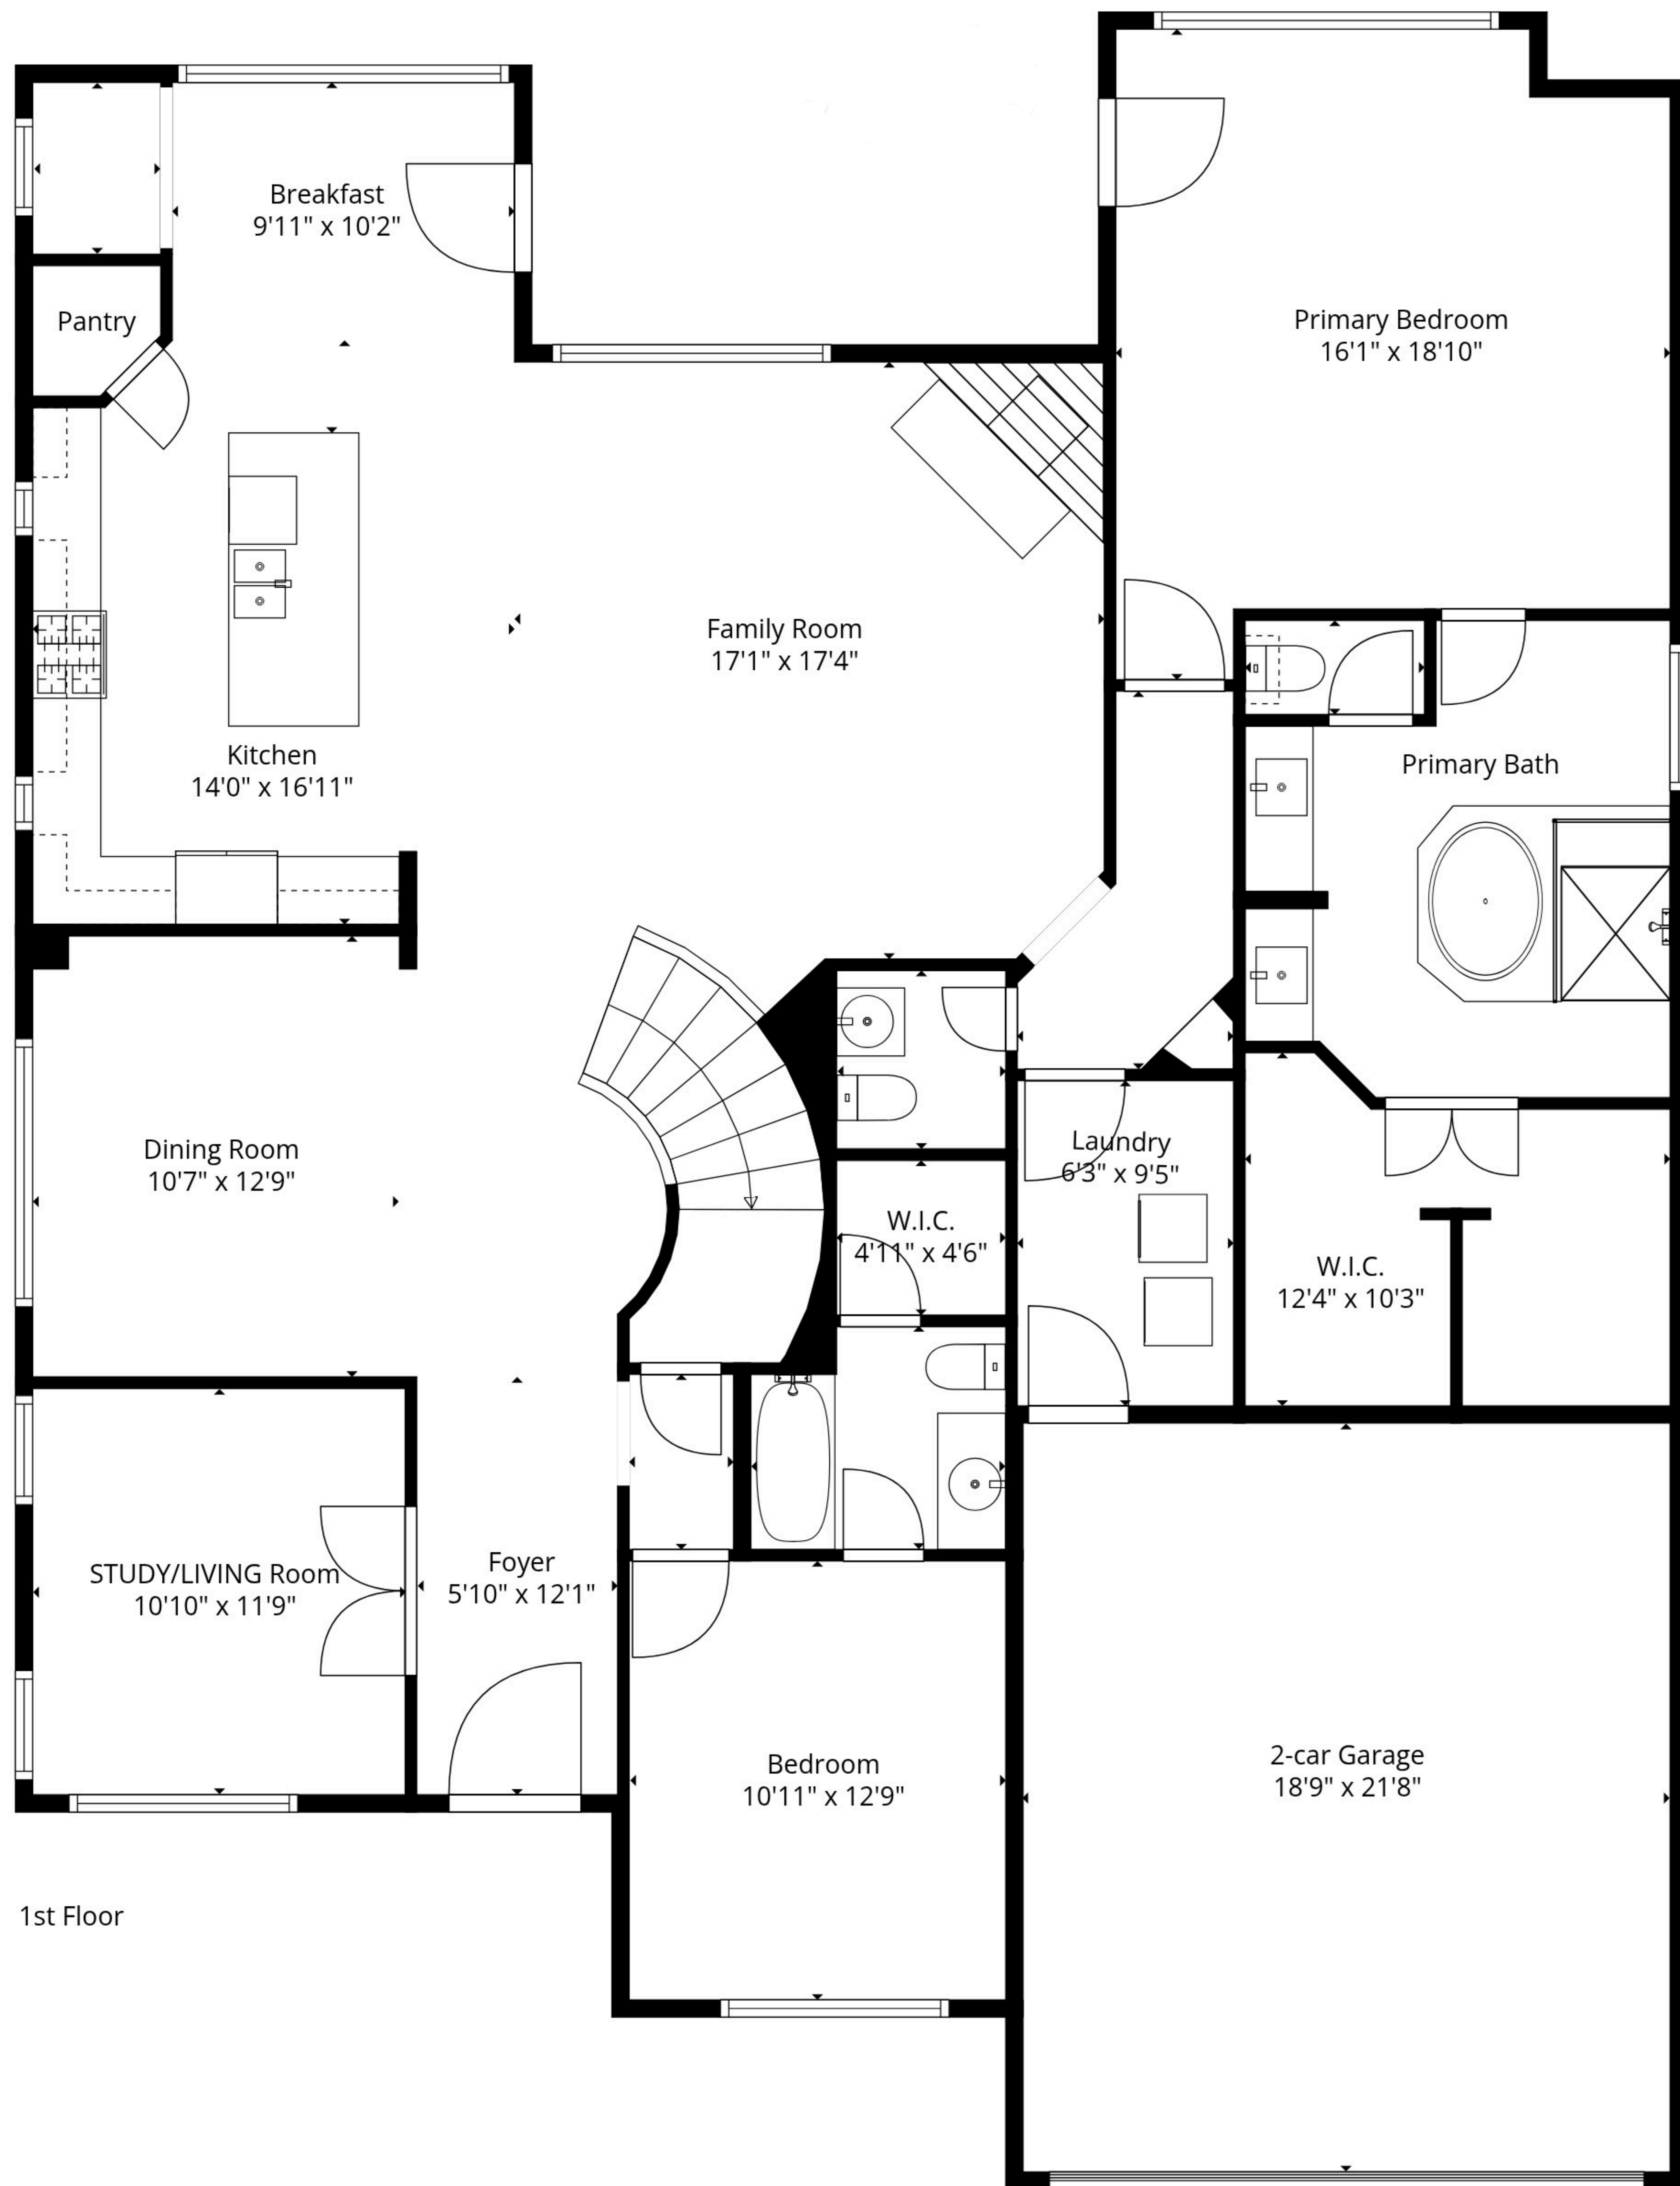 Breakfast
9'11" x 10'2"
Pantry
Primary Bedroom
16'1" x 18'10"
Family Room
17'1" x 17'4"
Kitchen
14'0" x 16'11"
Primary Bath
Dining Room
10'7" x 12'9"
Laundry
6'3" x 9'5"
W.I.C.
4'11" x 4'6"
W.I.C.
12'4" x 10'3"
STUDY/LIVING Room
10'10" x 11'9"
Foyer
5'10" x 12'1"
Bedroom
10'11" x 12'9"
2-car Garage
18'9" x 21'8"
1st Floor